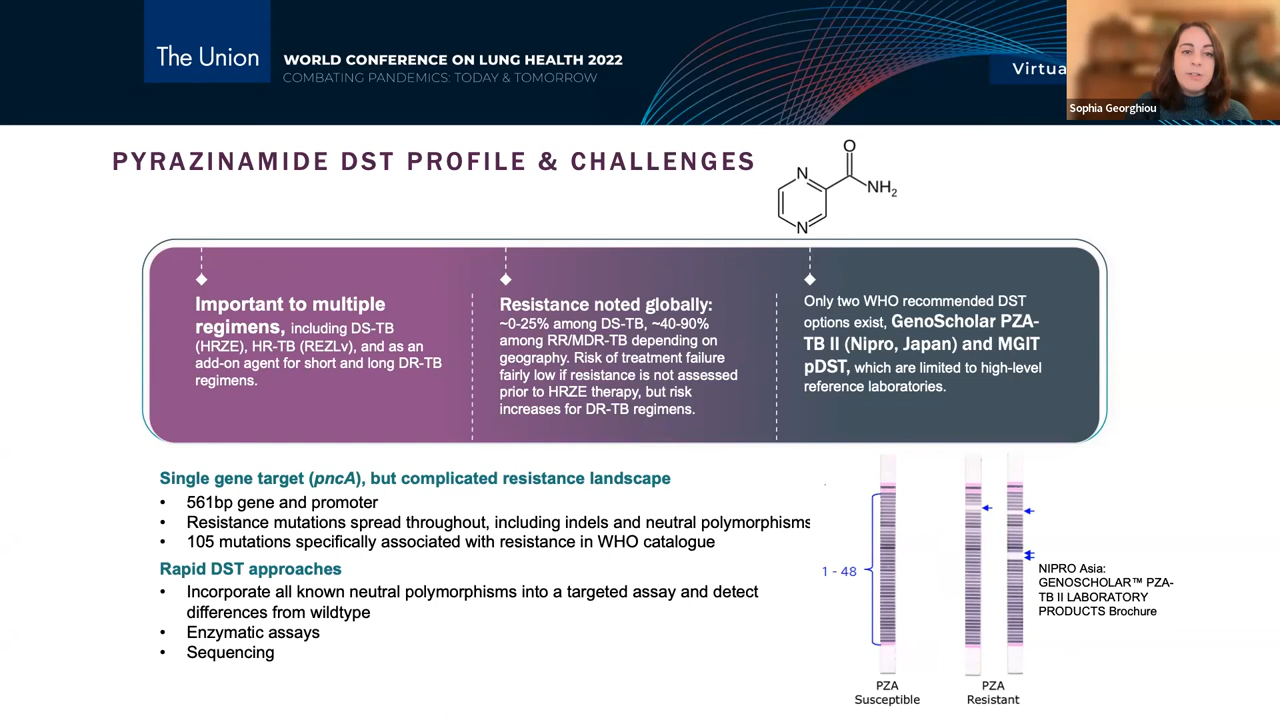 The Union
WORLD CONFERENCE ON LUNG HEALTH 2022
COMBATING PANDEMICS: TODAY & TOMORROW
Virtua
Sophia Georghiou
PYRAZINAMIDE DST PROFILE & CHALLENGES
O
N
NH2
N
Important to multiple
regimens, including DS-TB
(HRZE), HR-TB (REZLv), and as an
add-on agent for short and long DR-TB
regimens.
Resistance noted globally:
~0-25% among DS-TB, ~40-90%
among RR/MDR-TB depending on
geography. Risk of treatment failure
fairly low if resistance is not assessed
prior to HRZE therapy, but risk
increases for DR-TB regimens.
Only two WHO recommended DST
options exist, GenoScholar PZA-
TB II (Nipro, Japan) and MGIT
pDST, which are limited to high-level
reference laboratories.
Single gene target (pncA), but complicated resistance landscape
• 561bp gene and promoter
• Resistance mutations spread throughout, including indels and neutral polymorphisms
• 105 mutations specifically associated with resistance in WHO catalogue
Rapid DST approaches
• Incorporate all known neutral polymorphisms into a targeted assay and detect
differences from wildtype
• Enzymatic assays
• Sequencing
1 - 48
NIPRO Asia:
GENOSCHOLAR™ PZA-
TB II LABORATORY
PRODUCTS Brochure
PZA
Susceptible
PZA
Resistant